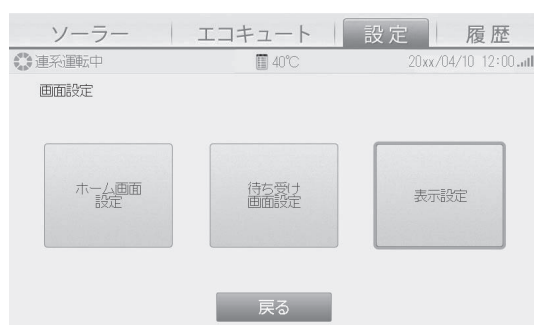 ソーラー エコキュート 設定 履歴
連系運転中 40℃ 20xx/04/10 12:00
画面設定
ホーム画面
設定
待ち受け
画面設定
表示設定
戻る